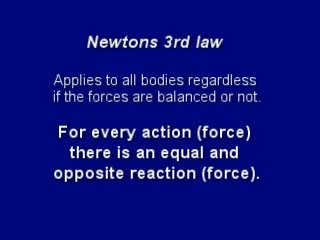 Newtons 3rd law
Applies to all bodies regardless
if the forces are balanced or not.
For every action (force)
there is an equal and
opposite reaction (force).